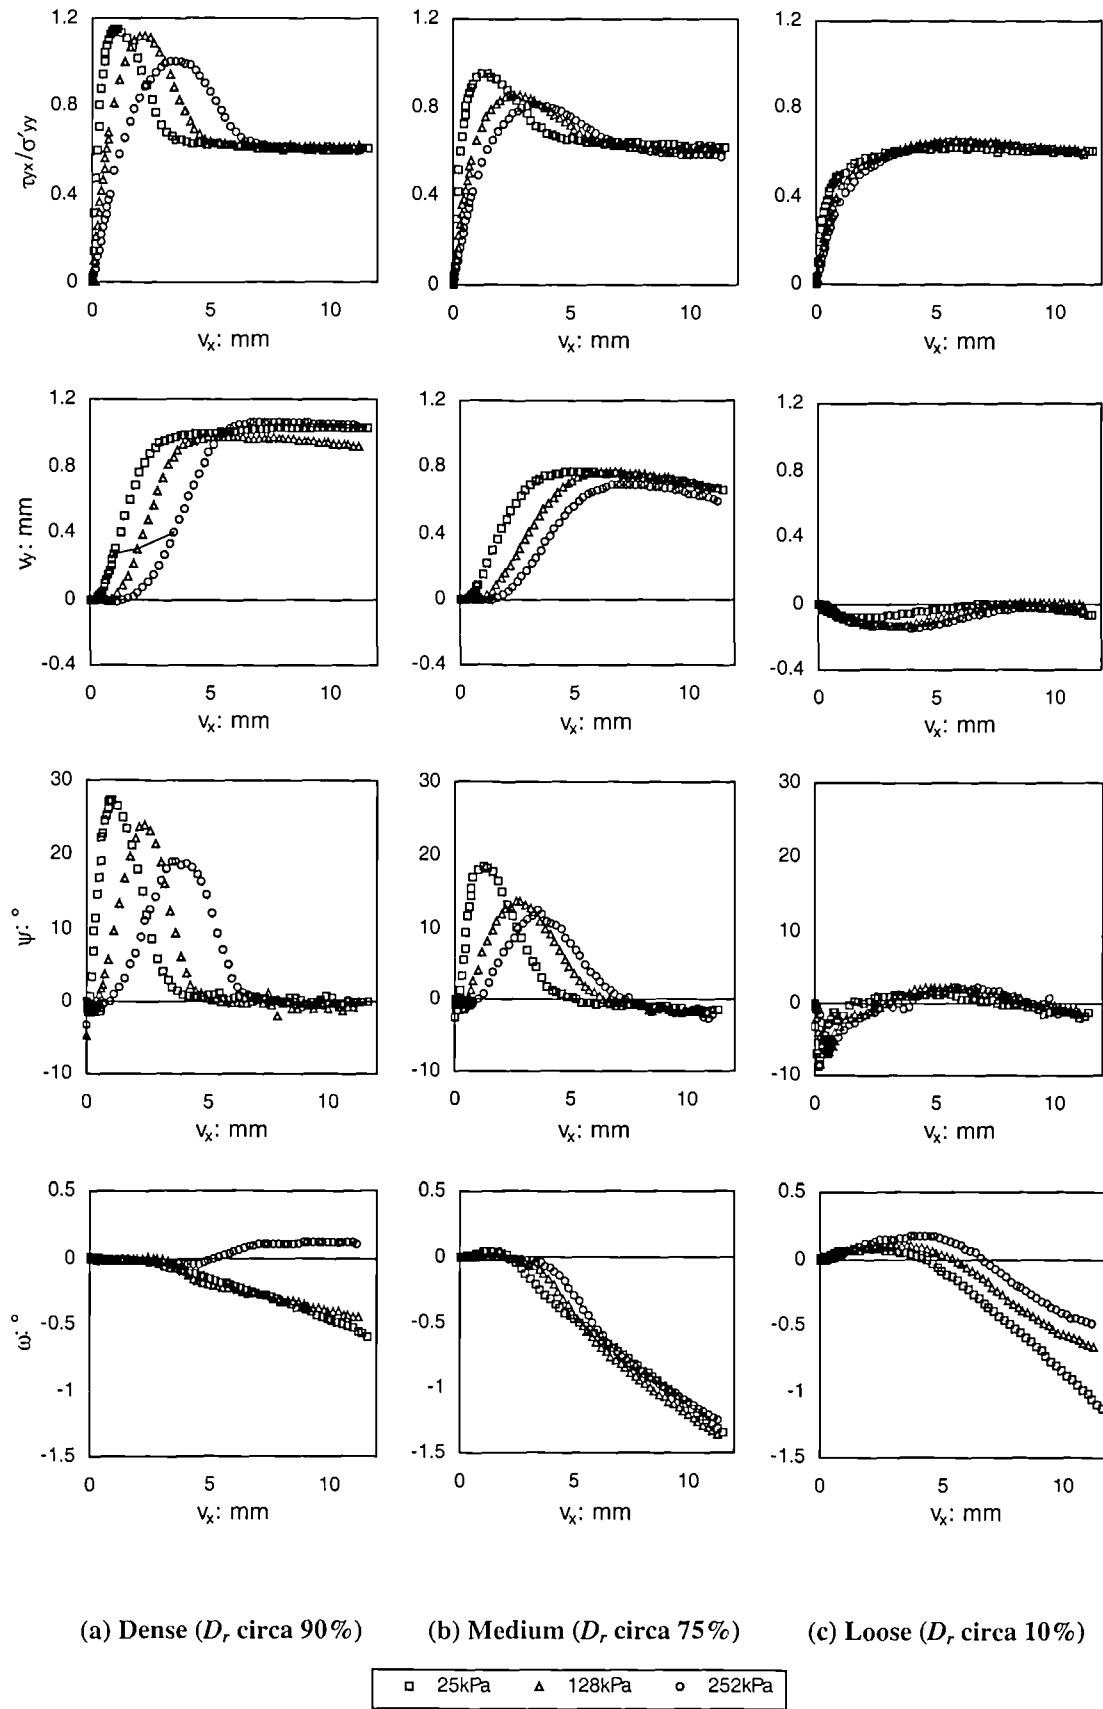 1.2
0.8
0.4
0
τyx/σ'yy
0 5 10
vx: mm
1.2
0.8
0.4
0
0 5 10
vx: mm
1.2
0.8
0.4
0
0 5 10
vx: mm
1.2
0.8
0.4
0
-0.4
vy: mm
0 5 10
vx: mm
1.2
0.8
0.4
0
-0.4
0 5 10
vx: mm
1.2
0.8
0.4
0
-0.4
0 5 10
vx: mm
30
20
10
0
-10
ψ: °
0 5 10
vx: mm
30
20
10
0
-10
0 5 10
vx: mm
30
20
10
0
-10
0 5 10
vx: mm
0.5
0
-0.5
-1
-1.5
ω: °
0 5 10
vx: mm
0.5
0
-0.5
-1
-1.5
0 5 10
vx: mm
0.5
0
-0.5
-1
-1.5
0 5 10
vx: mm
(a) Dense (Dr circa 90%) (b) Medium (Dr circa 75%) (c) Loose (Dr circa 10%)
25kPa 128kPa 252kPa